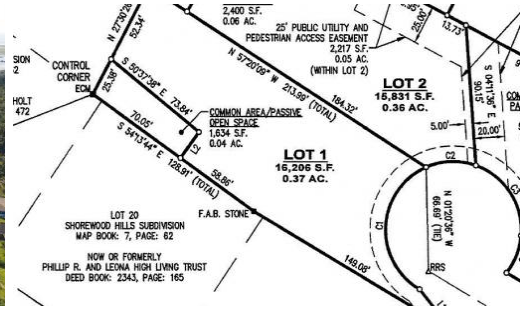 2,400 S.F.
0.06 AC.
25' PUBLIC UTILITY AND
PEDESTRIAN ACCESS EASEMENT
2,217 S.F.
0.05 AC.
(WITHIN LOT 2)
25.00'
13.73'
N 27°30'
52.34'
SION
CONTROL
CORNER
ECM
25.38'
HOLT
472
S 50°37'38" E
73.84'
N 57°20'09" W 213.99' (TOTAL)
184.32'
LOT 2
15,831 S.F.
0.36 AC.
S 04°11'36" E
90.15'
5.00'
20.00'
COMMON AREA/PASSIVE
OPEN SPACE
1,634 S.F.
0.04 AC.
70.05'
S 54°13'44" E 128.91' (TOTAL)
L2
58.86'
LOT 1
16,206 S.F.
0.37 AC.
C2
C3
C1
N 01°20'36" W
66.69' (TIE)
RRS
F.A.B. STONE
149.08'
LOT 20
SHOREWOOD HILLS SUBDIVISION
MAP BOOK: 7, PAGE: 62
NOW OR FORMERLY
PHILLIP R. AND LEONA HIGH LIVING TRUST
DEED BOOK: 2343, PAGE: 165